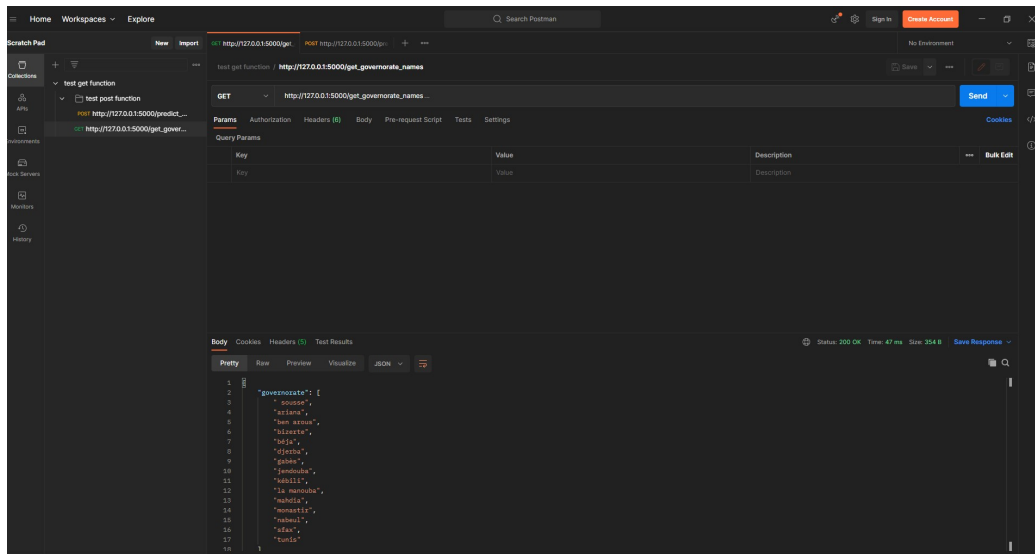 Home Workspaces Explore Search Postman Sign In Create Account
Scratch Pad New Import GET http://127.0.0.1:5000/get_ POST http://127.0.0.1:5000/pre No Environment
Collections
test get function / http://127.0.0.1:5000/get_governorate_names Save
test get function
test post function
POST http://127.0.0.1:5000/predict_...
GET http://127.0.0.1:5000/get_gover...
APIs
GET http://127.0.0.1:5000/get_governorate_names ... Send
Params Authorization Headers (6) Body Pre-request Script Tests Settings Cookies
Query Params
Key Value Description Bulk Edit
Key Value Description
Mock Servers
Monitors
History
Body Cookies Headers (5) Test Results Status: 200 OK Time: 47 ms Size: 354 B Save Response
Pretty Raw Preview Visualize JSON
1 {
2 "governorate": [
3 " sousse",
4 "ariana",
5 "ben arous",
6 "bizerte",
7 "béja",
8 "djerba",
9 "gabès",
10 "jendouba",
11 "kébili",
12 "la manouba",
13 "mahdia",
14 "monastir",
15 "nabeul",
16 "sfax",
17 "tunis"
18 ]